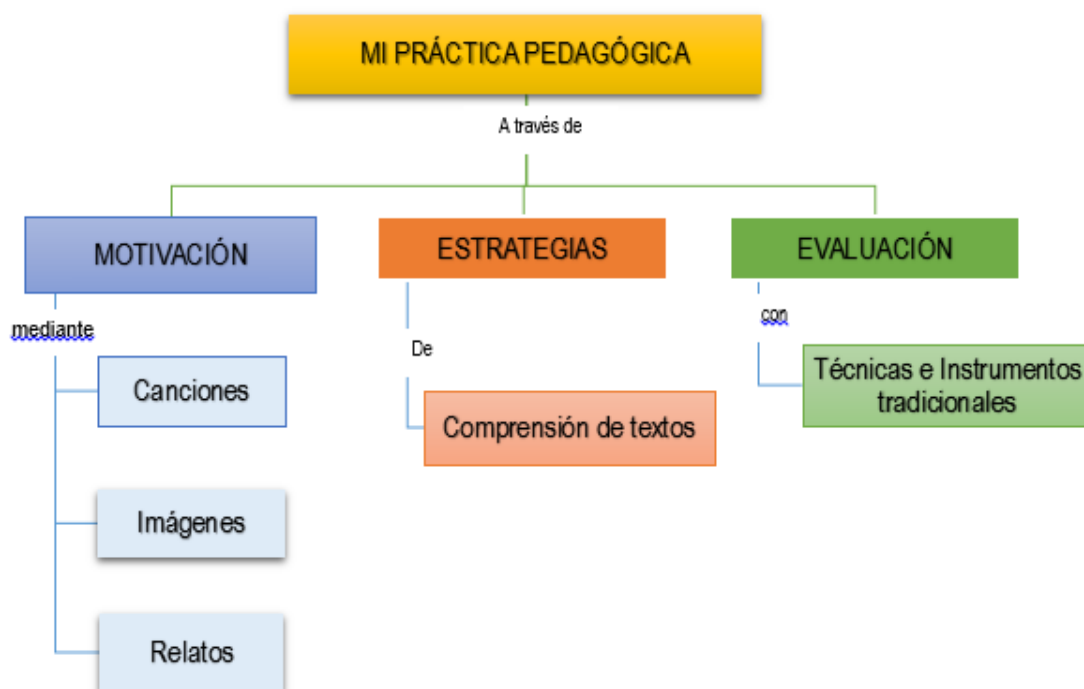 MI PRÁCTICA PEDAGÓGICA
A través de
MOTIVACIÓN
ESTRATEGIAS
EVALUACIÓN
mediante
De
con
Canciones
Imágenes
Relatos
Comprensión de textos
Técnicas e Instrumentos
tradicionales